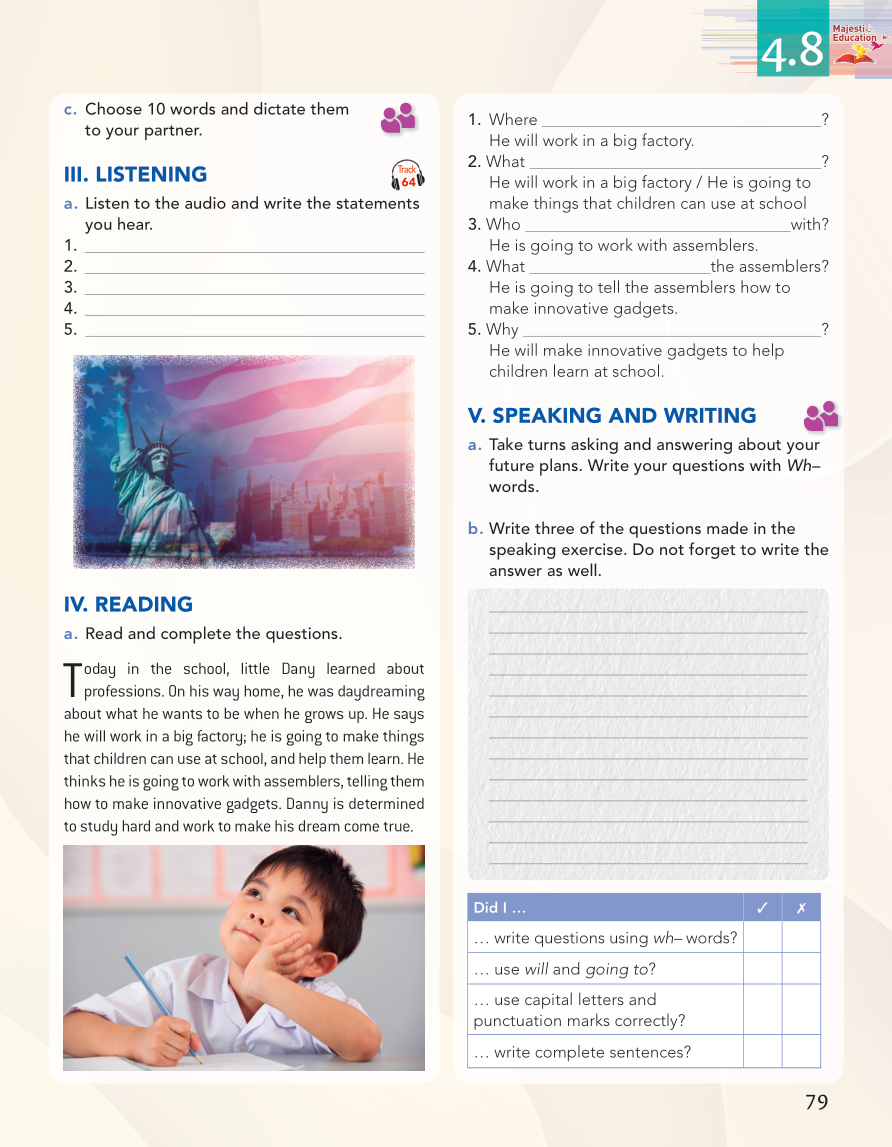 4.8
Majestic
Education
c. Choose 10 words and dictate them
to your partner.
III. LISTENING
Track
64
a. Listen to the audio and write the statements
you hear.
1.
2.
3.
4.
5.
IV. READING
a. Read and complete the questions.
Today in the school, little Dany learned about
professions. On his way home, he was daydreaming
about what he wants to be when he grows up. He says
he will work in a big factory; he is going to make things
that children can use at school, and help them learn. He
thinks he is going to work with assemblers, telling them
how to make innovative gadgets. Danny is determined
to study hard and work to make his dream come true.
1. Where ______________________________?
He will work in a big factory.
2. What ______________________________?
He will work in a big factory / He is going to
make things that children can use at school
3. Who ______________________________with?
He is going to work with assemblers.
4. What ____________________the assemblers?
He is going to tell the assemblers how to
make innovative gadgets.
5. Why ______________________________?
He will make innovative gadgets to help
children learn at school.
V. SPEAKING AND WRITING
a. Take turns asking and answering about your
future plans. Write your questions with Wh–
words.
b. Write three of the questions made in the
speaking exercise. Do not forget to write the
answer as well.
Did I ... ✓ ✗
... write questions using wh– words?
... use will and going to?
... use capital letters and
punctuation marks correctly?
... write complete sentences?
79